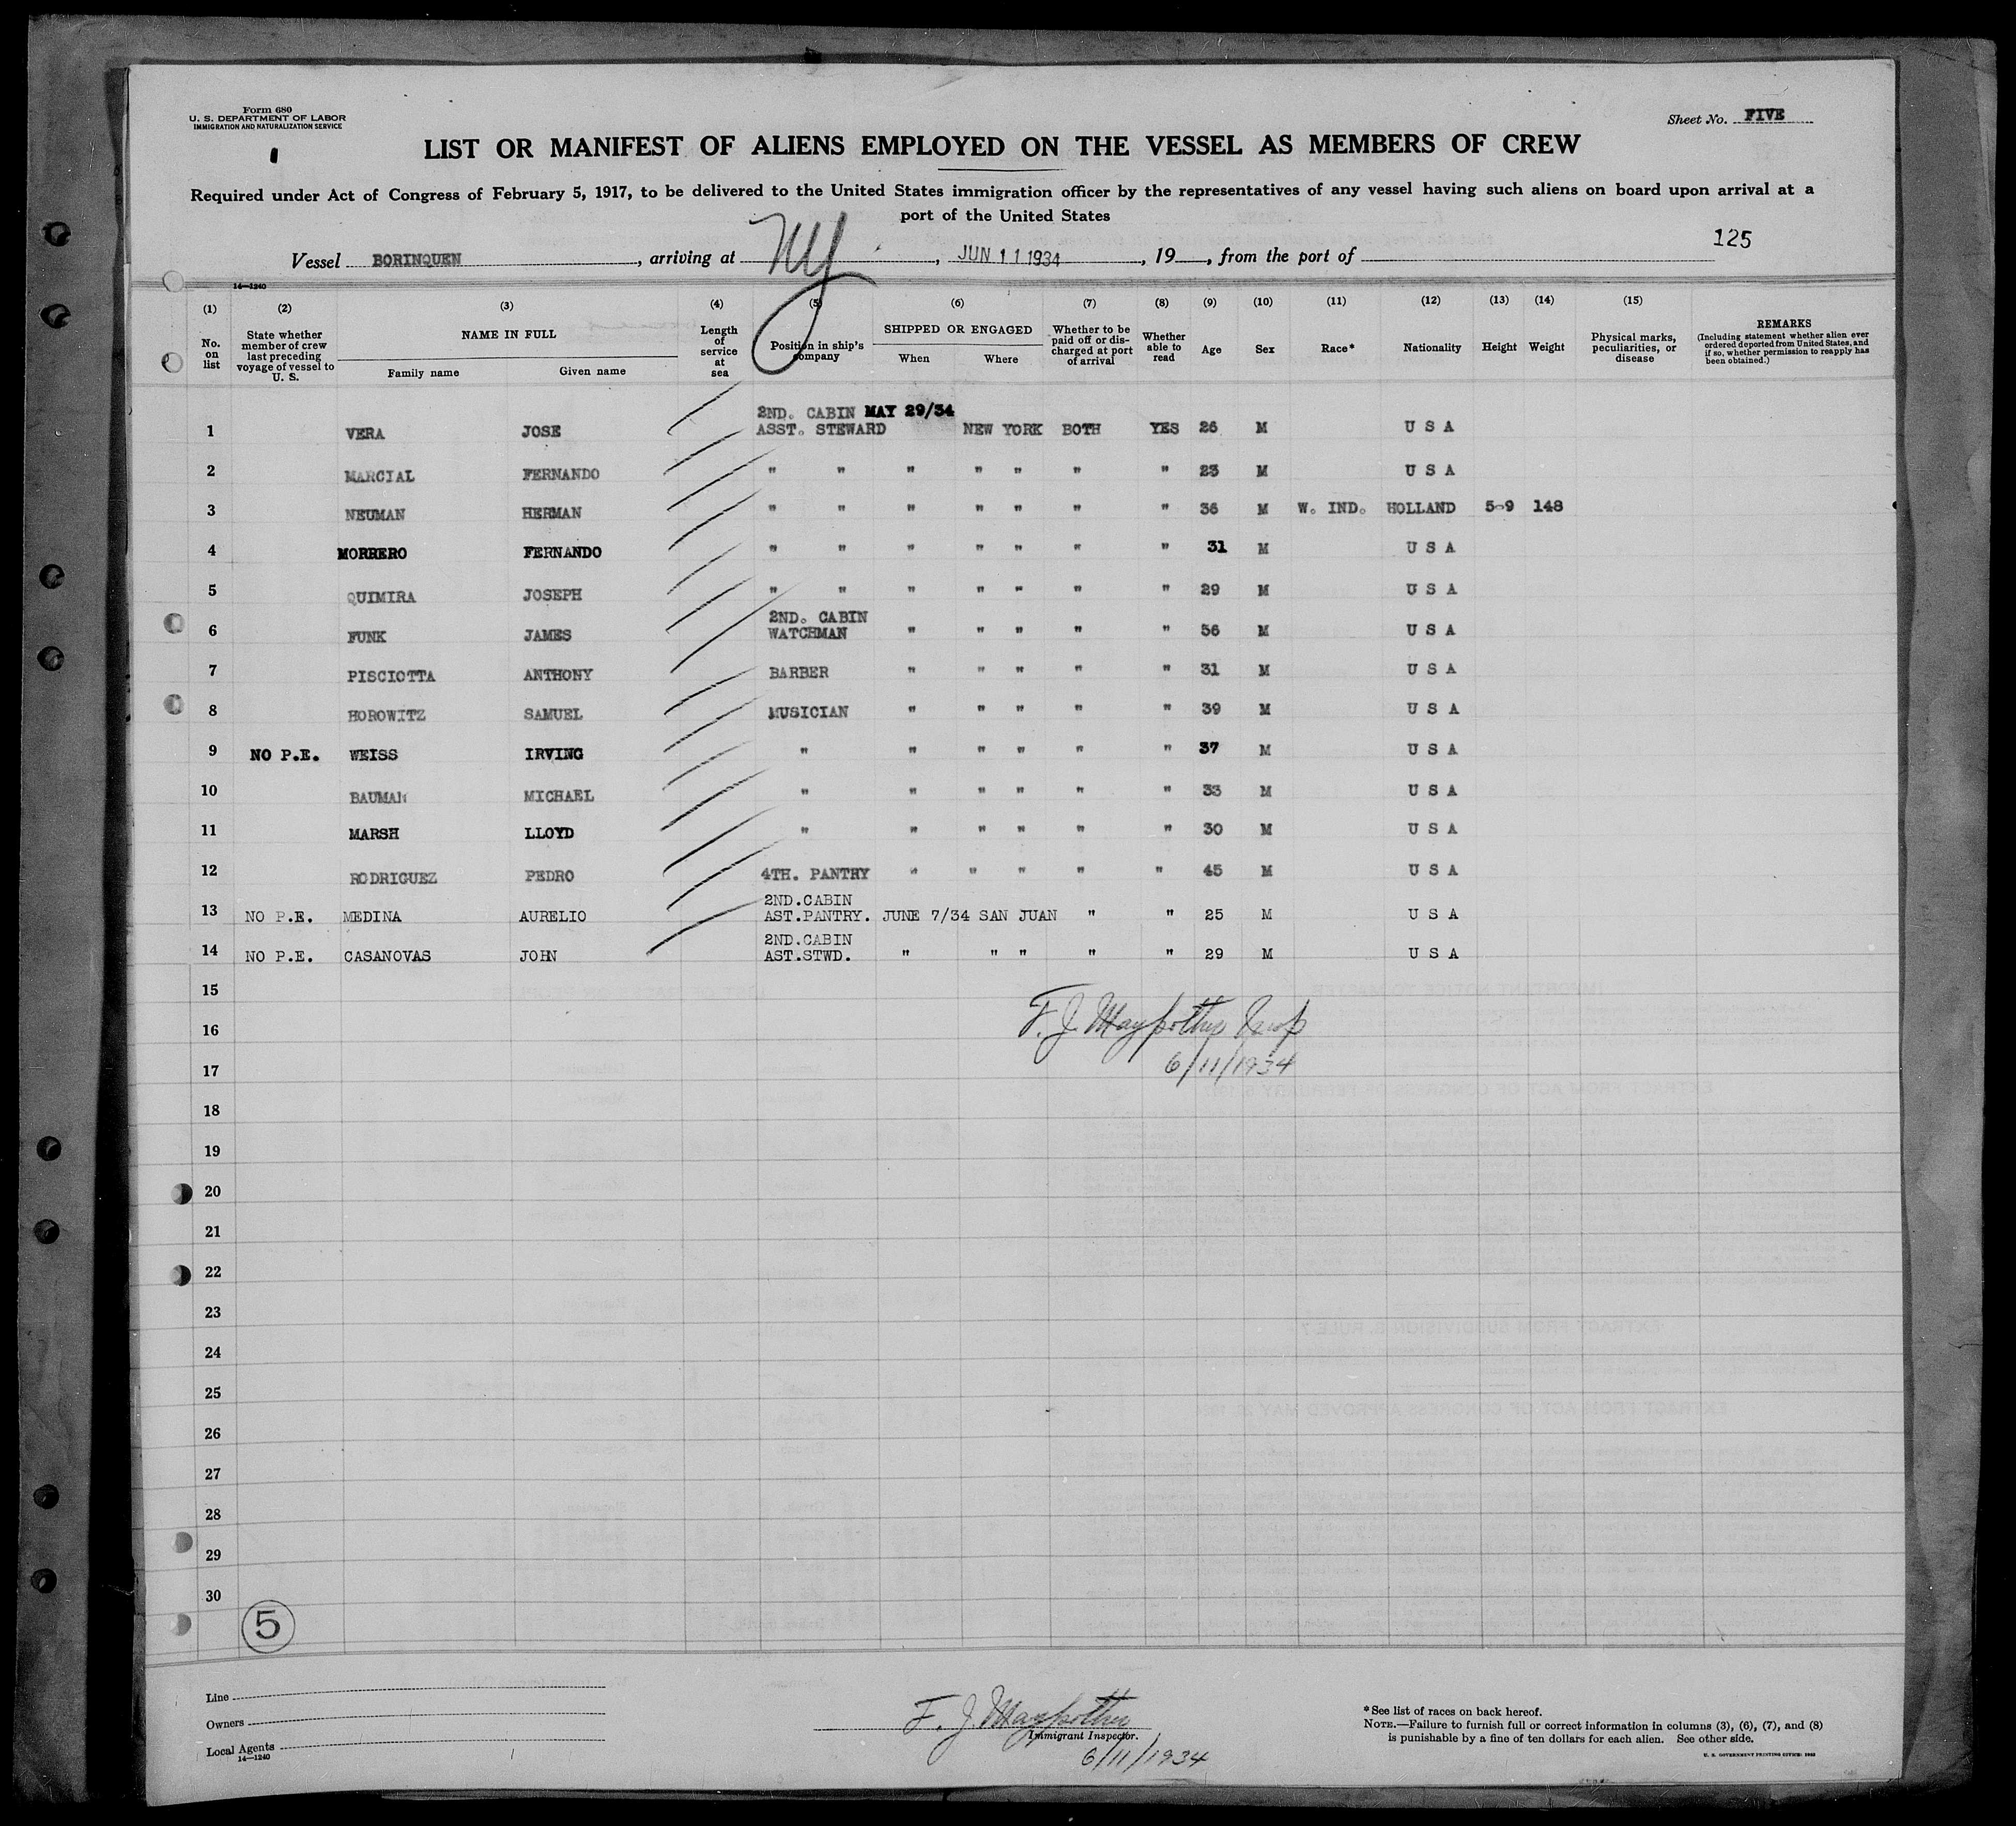 Form 680
U. S. DEPARTMENT OF LABOR
IMMIGRATION AND NATURALIZATION SERVICE
Sheet No. FIVE
LIST OR MANIFEST OF ALIENS EMPLOYED ON THE VESSEL AS MEMBERS OF CREW
Required under Act of Congress of February 5, 1917, to be delivered to the United States immigration officer by the representatives of any vessel having such aliens on board upon arrival at a
port of the United States
125
Vessel BORINQUEN, arriving at NY, JUN 11 1934, 19, from the port of
14—1240
(1) (2) (3) (4) (5) (6) (7) (8) (9) (10) (11) (12) (13) (14) (15)
No. on list
State whether member of crew last preceding voyage of vessel to U. S.
NAME IN FULL
Family name Given name
Length of service at sea
Position in ship's company
SHIPPED OR ENGAGED
When Where
Whether to be paid off or discharged at port of arrival
Whether able to read
Age
Sex
Race*
Nationality
Height
Weight
Physical marks, peculiarities, or disease
REMARKS
(Including statement whether alien ever ordered deported from United States, and if so, whether permission to reapply has been obtained.)
2ND. CABIN MAY 29/34
1 VERA JOSE ASST. STEWARD NEW YORK BOTH YES 26 M U S A
2 MARCIAL FERNANDO " " " " " " " 23 M U S A
3 NEUMAN HERMAN " " " " " " " 36 M W. IND. HOLLAND 5-9 148
4 MORRERO FERNANDO " " " " " " " 31 M U S A
5 QUIMIRA JOSEPH " " " " " " " 29 M U S A
2ND. CABIN
6 FUNK JAMES WATCHMAN " " " " " 56 M U S A
7 PISCIOTTA ANTHONY BARBER " " " " " 31 M U S A
8 HOROWITZ SAMUEL MUSICIAN " " " " " 39 M U S A
9 NO P.E. WEISS IRVING " " " " " " 37 M U S A
10 BAUMAN MICHAEL " " " " " " 33 M U S A
11 MARSH LLOYD " " " " " " 30 M U S A
12 RODRIGUEZ PEDRO 4TH. PANTRY " " " " " 45 M U S A
2ND.CABIN
13 NO P.E. MEDINA AURELIO AST.PANTRY. JUNE 7/34 SAN JUAN " " 25 M U S A
2ND.CABIN
14 NO P.E. CASANOVAS JOHN AST.STWD. " " " " " 29 M U S A
15
16
F. J. Maypother Insp
17
6/11/1934
18
19
20
21
22
23
24
25
26
27
28
29
30
5
Line
Owners
Local Agents
14—1240
F. J. Maypother
Immigrant Inspector.
6/11/1934
*See list of races on back hereof.
NOTE.—Failure to furnish full or correct information in columns (3), (6), (7), and (8)
is punishable by a fine of ten dollars for each alien. See other side.